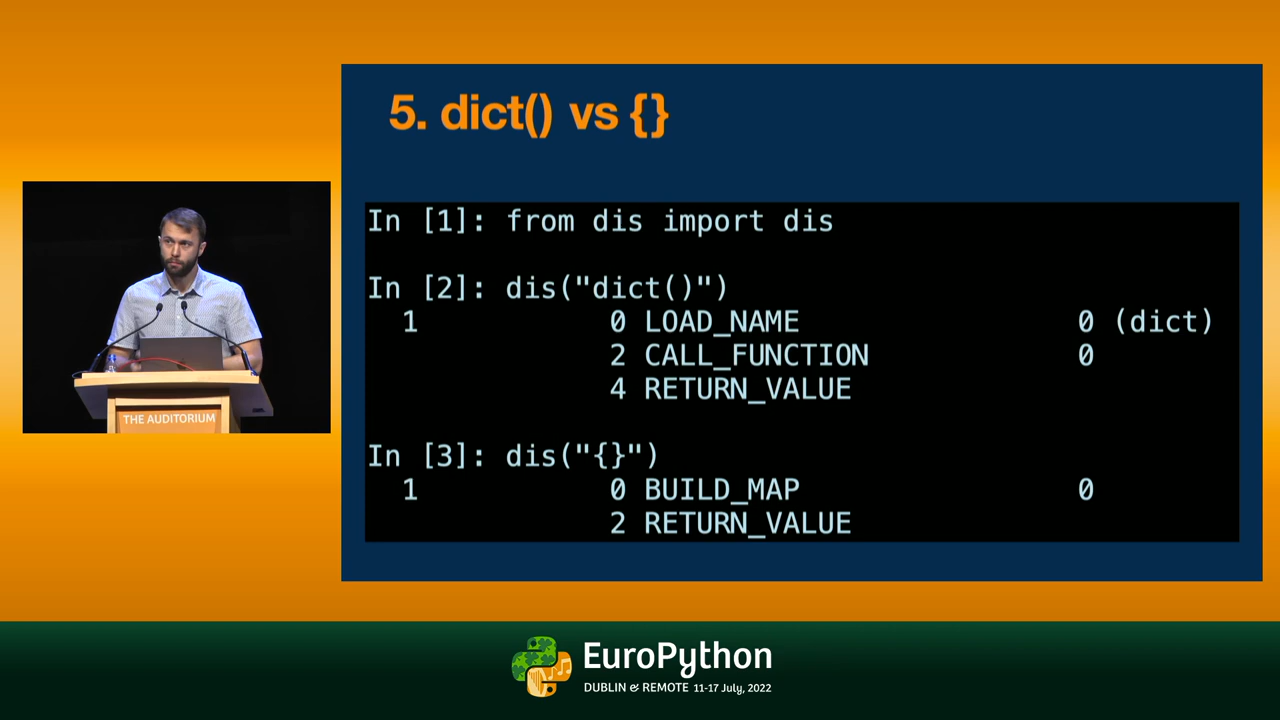 5. dict() vs {}
In [1]: from dis import dis
In [2]: dis("dict()")
1 0 LOAD_NAME 0 (dict)
2 CALL_FUNCTION 0
4 RETURN_VALUE
In [3]: dis("{}")
1 0 BUILD_MAP 0
2 RETURN_VALUE
THE AUDITORIUM
EuroPython
DUBLIN & REMOTE 11-17 July, 2022